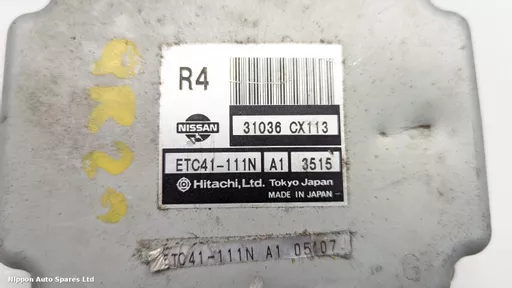 R4
NISSAN
31036 CX113
ETC41-111N A1 3515
Hitachi, Ltd. Tokyo Japan
MADE IN JAPAN
ETC41-111N A1 05107
Nippon Auto Spares Ltd